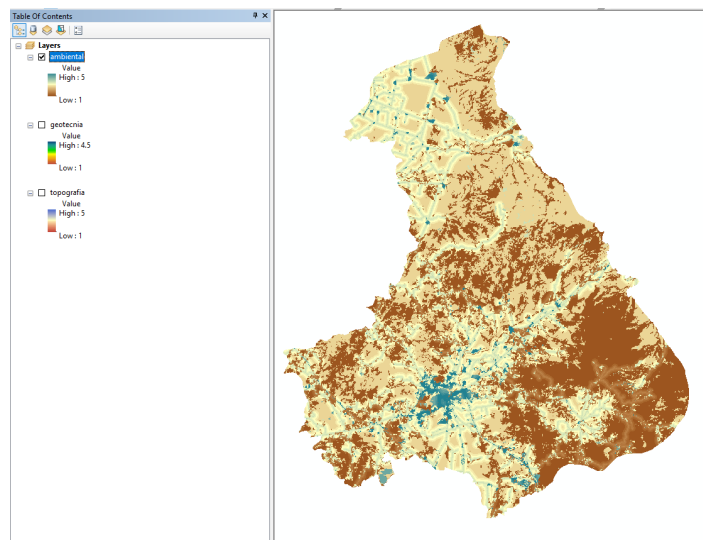 Table Of Contents
Layers
ambiental
Value
High : 5
Low : 1
geotecnia
Value
High : 4.5
Low : 1
topografia
Value
High : 5
Low : 1